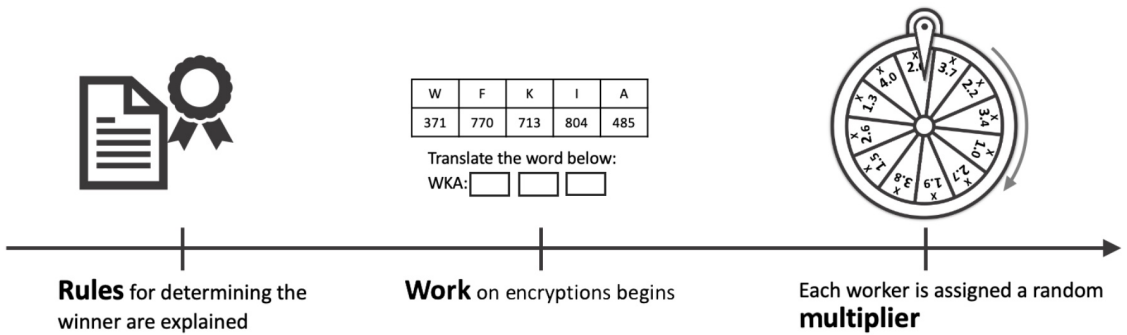 W F K I A
371 770 713 804 485
Translate the word below:
WKA:
x 3.7
x 2.2
x 3.4
x 1.0
x 2.7
x 1.9
x 3.8
x 1.5
x 2.6
x 1.3
x 4.0
Rules for determining the
winner are explained
Work on encryptions begins
Each worker is assigned a random
multiplier